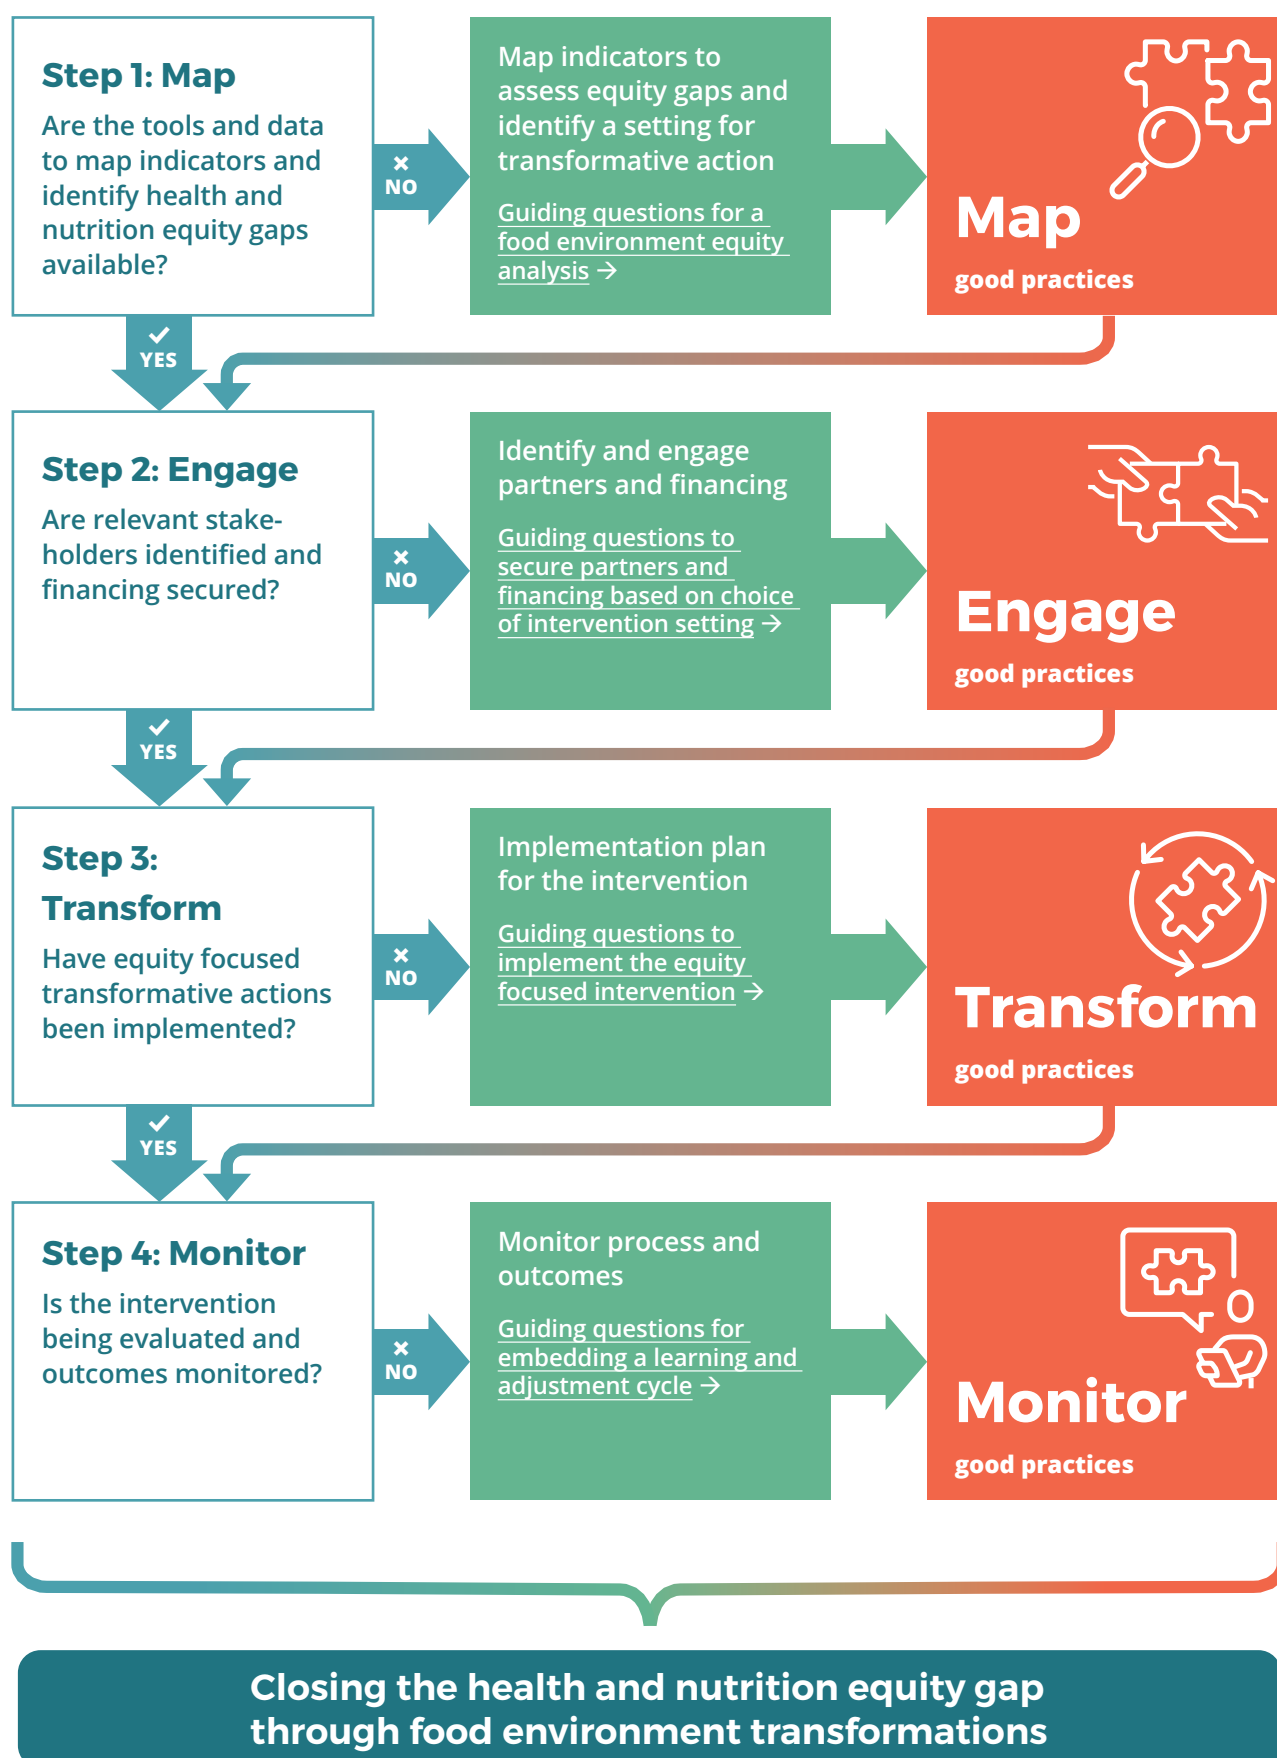 Step 1: Map
Are the tools and data
to map indicators and
identify health and
nutrition equity gaps
available?
NO
Map indicators to
assess equity gaps and
identify a setting for
transformative action
Guiding questions for a
food environment equity
analysis →
Map
good practices
YES
Step 2: Engage
Are relevant stake-
holders identified and
financing secured?
NO
Identify and engage
partners and financing
Guiding questions to
secure partners and
financing based on choice
of intervention setting →
Engage
good practices
YES
Step 3:
Transform
Have equity focused
transformative actions
been implemented?
NO
Implementation plan
for the intervention
Guiding questions to
implement the equity
focused intervention →
Transform
good practices
YES
Step 4: Monitor
Is the intervention
being evaluated and
outcomes monitored?
NO
Monitor process and
outcomes
Guiding questions for
embedding a learning and
adjustment cycle →
Monitor
good practices
Closing the health and nutrition equity gap
through food environment transformations